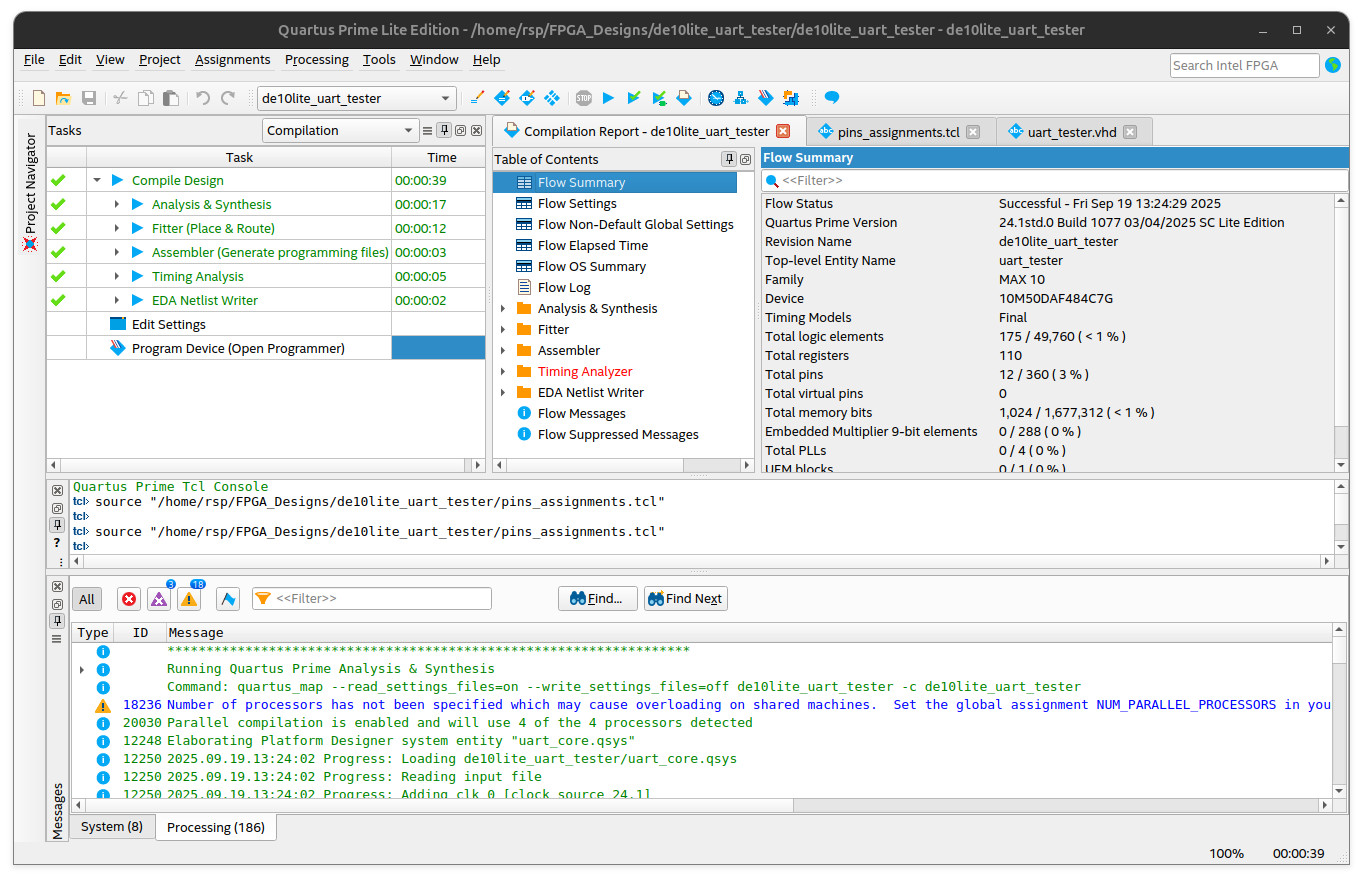 Quartus Prime Lite Edition - /home/rsp/FPGA_Designs/de10lite_uart_tester/de10lite_uart_tester - de10lite_uart_tester
File Edit View Project Assignments Processing Tools Window Help
Search Intel FPGA
de10lite_uart_tester
STOP
Project Navigator
Tasks Compilation
Task Time
Compile Design 00:00:39
Analysis & Synthesis 00:00:17
Fitter (Place & Route) 00:00:12
Assembler (Generate programming files) 00:00:03
Timing Analysis 00:00:05
EDA Netlist Writer 00:00:02
Edit Settings
Program Device (Open Programmer)
Compilation Report - de10lite_uart_tester
abc pins_assignments.tcl
abc uart_tester.vhd
Table of Contents
Flow Summary
Flow Settings
Flow Non-Default Global Settings
Flow Elapsed Time
Flow OS Summary
Flow Log
Analysis & Synthesis
Fitter
Assembler
Timing Analyzer
EDA Netlist Writer
Flow Messages
Flow Suppressed Messages
Flow Summary
<<Filter>>
Flow Status Successful - Fri Sep 19 13:24:29 2025
Quartus Prime Version 24.1std.0 Build 1077 03/04/2025 SC Lite Edition
Revision Name de10lite_uart_tester
Top-level Entity Name uart_tester
Family MAX 10
Device 10M50DAF484C7G
Timing Models Final
Total logic elements 175 / 49,760 ( < 1 % )
Total registers 110
Total pins 12 / 360 ( 3 % )
Total virtual pins 0
Total memory bits 1,024 / 1,677,312 ( < 1 % )
Embedded Multiplier 9-bit elements 0 / 288 ( 0 % )
Total PLLs 0 / 4 ( 0 % )
UFM blocks 0 / 1 ( 0 % )
Quartus Prime Tcl Console
tcl> source "/home/rsp/FPGA_Designs/de10lite_uart_tester/pins_assignments.tcl"
tcl>
tcl> source "/home/rsp/FPGA_Designs/de10lite_uart_tester/pins_assignments.tcl"
tcl>
Messages
All 3 18 <<Filter>> Find... Find Next
Type ID Message
*******************************************************************
Running Quartus Prime Analysis & Synthesis
Command: quartus_map --read_settings_files=on --write_settings_files=off de10lite_uart_tester -c de10lite_uart_tester
18236 Number of processors has not been specified which may cause overloading on shared machines.  Set the global assignment NUM_PARALLEL_PROCESSORS in you
20030 Parallel compilation is enabled and will use 4 of the 4 processors detected
12248 Elaborating Platform Designer system entity "uart_core.qsys"
12250 2025.09.19.13:24:02 Progress: Loading de10lite_uart_tester/uart_core.qsys
12250 2025.09.19.13:24:02 Progress: Reading input file
12250 2025.09.19.13:24:02 Progress: Adding clk_0 [clock_source 24.1]
System (8) Processing (186)
100% 00:00:39